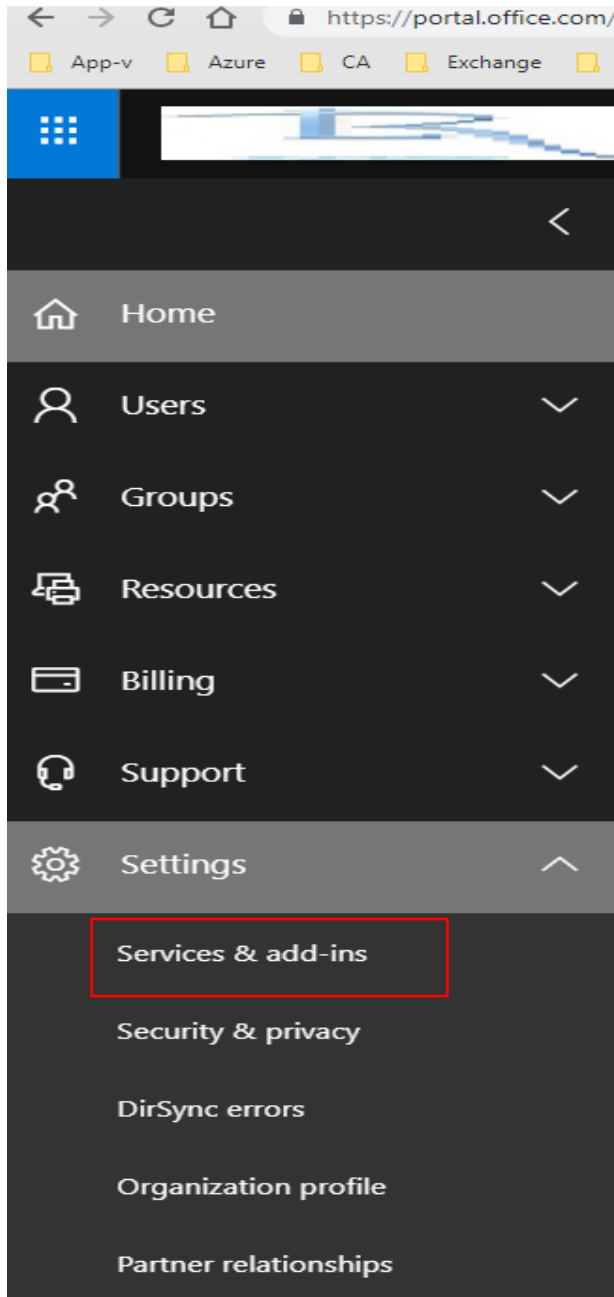 https://portal.office.com/
App-v Azure CA Exchange
Home
Users
Groups
Resources
Billing
Support
Settings
Services & add-ins
Security & privacy
DirSync errors
Organization profile
Partner relationships